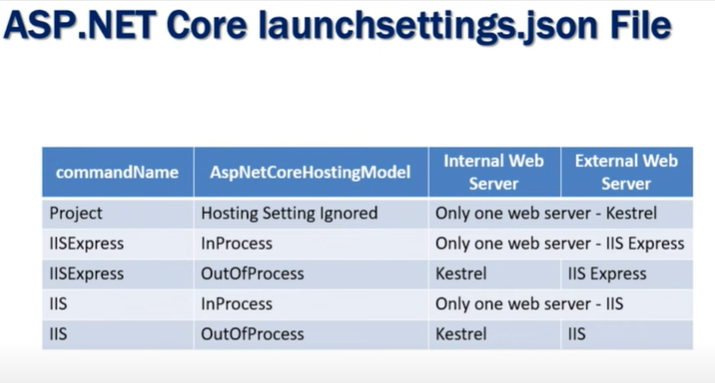 ASP.NET Core launchsettings.json File
commandName AspNetCoreHostingModel Internal Web Server External Web Server
Project Hosting Setting Ignored Only one web server - Kestrel
IISExpress InProcess Only one web server - IIS Express
IISExpress OutOfProcess Kestrel IIS Express
IIS InProcess Only one web server - IIS
IIS OutOfProcess Kestrel IIS